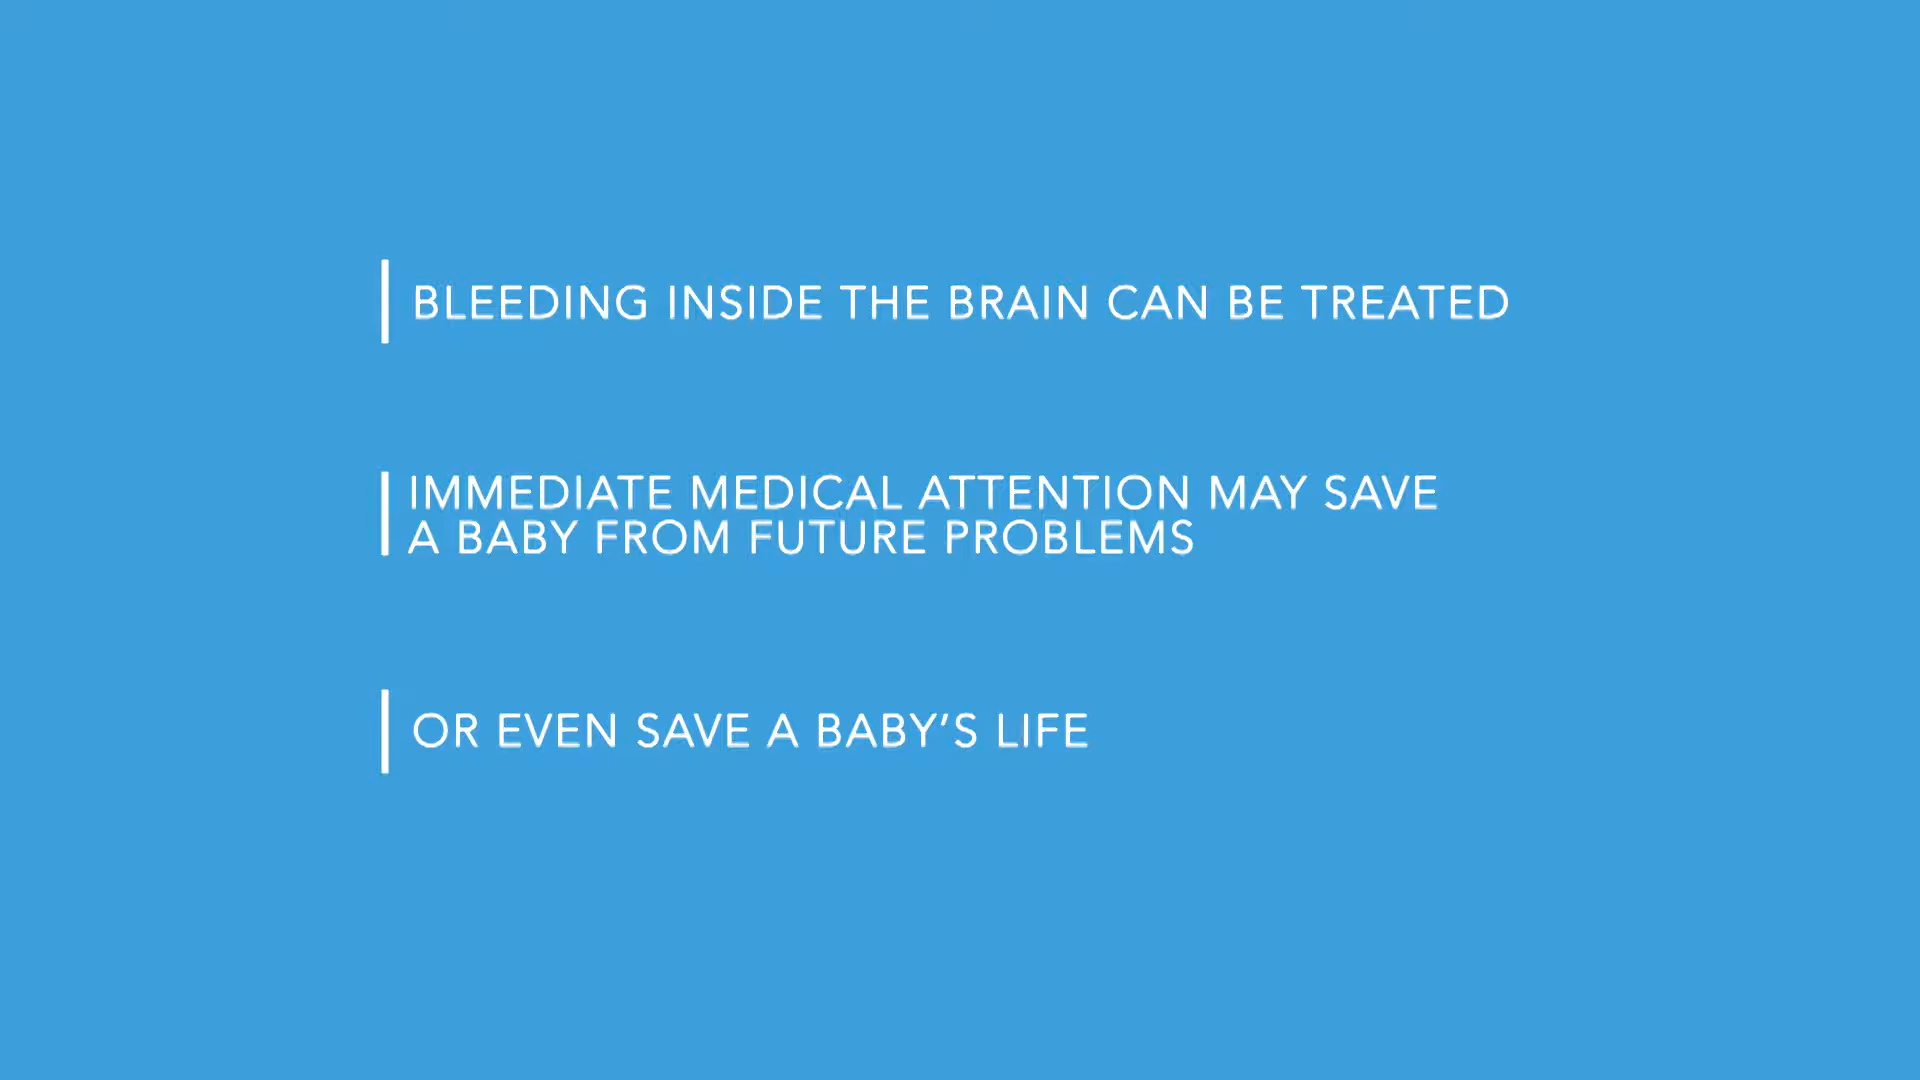 BLEEDING INSIDE THE BRAIN CAN BE TREATED
IMMEDIATE MEDICAL ATTENTION MAY SAVE
A BABY FROM FUTURE PROBLEMS
OR EVEN SAVE A BABY’S LIFE